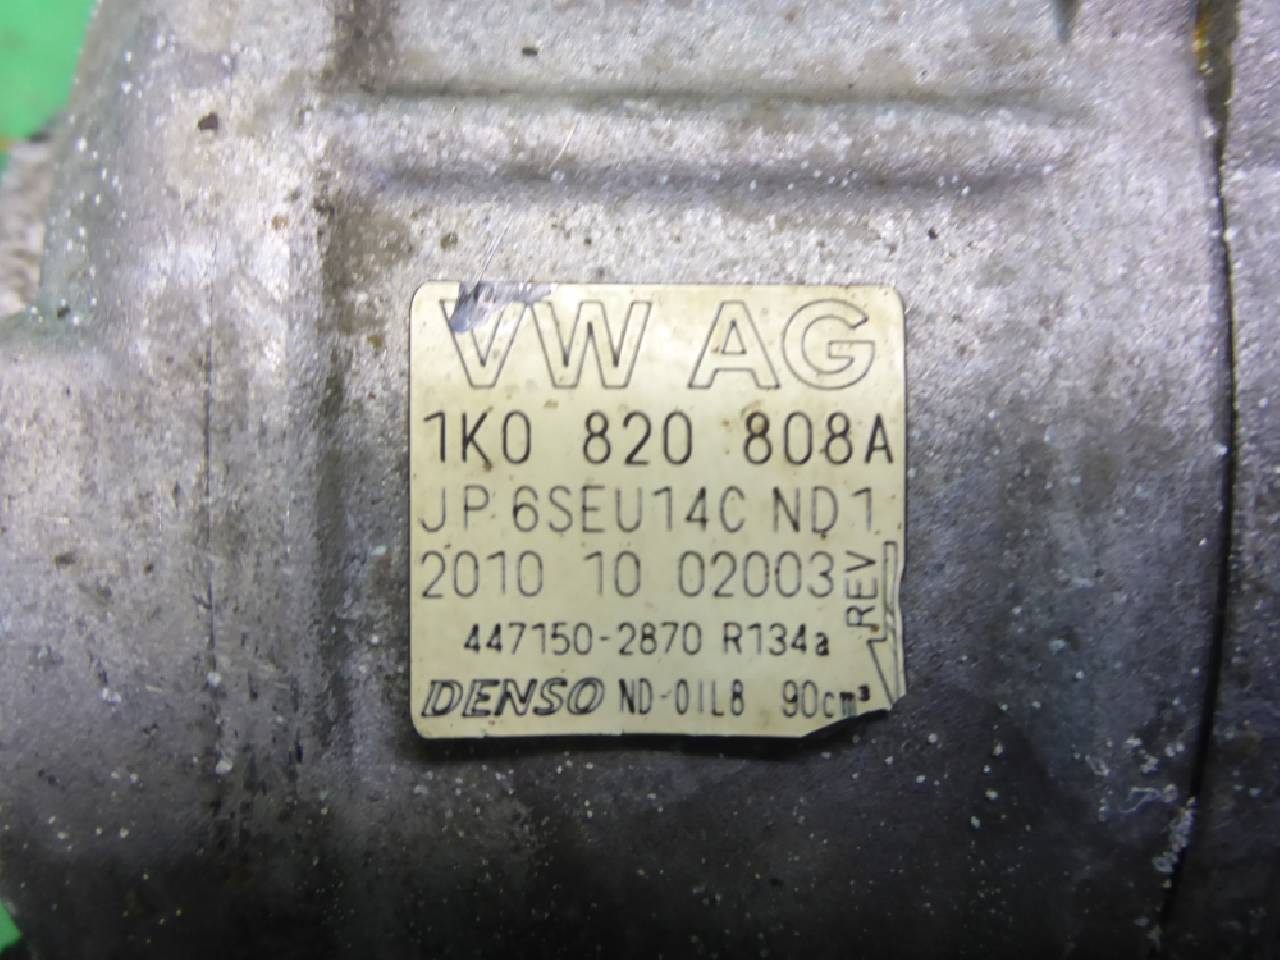 VW AG
1K0 820 808A
JP 6SEU14C ND1
2010 10 02003
REV
447150-2870 R134a
DENSO ND-OIL8 90cm³